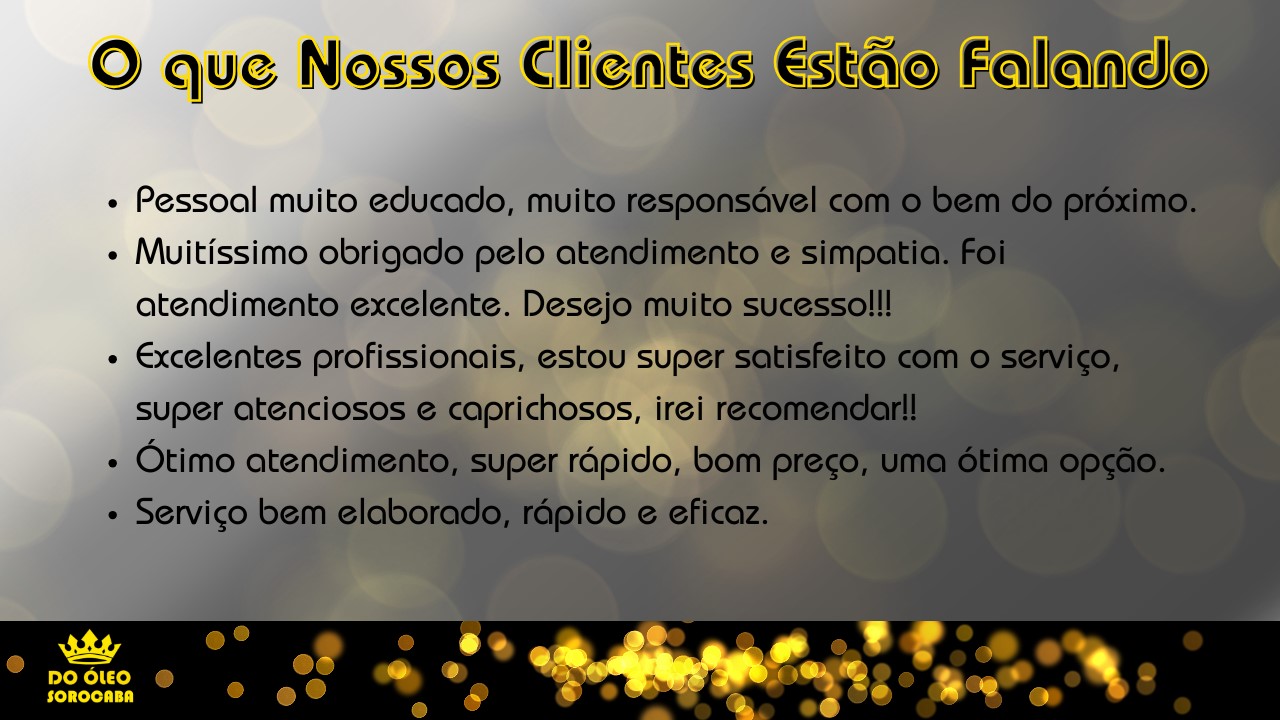 O que Nossos Clientes Estão Falando
• Pessoal muito educado, muito responsável com o bem do próximo.
• Muitíssimo obrigado pelo atendimento e simpatia. Foi
atendimento excelente. Desejo muito sucesso!!!
• Excelentes profissionais, estou super satisfeito com o serviço,
super atenciosos e caprichosos, irei recomendar!!
• Ótimo atendimento, super rápido, bom preço, uma ótima opção.
• Serviço bem elaborado, rápido e eficaz.
DO ÓLEO
SOROCABA